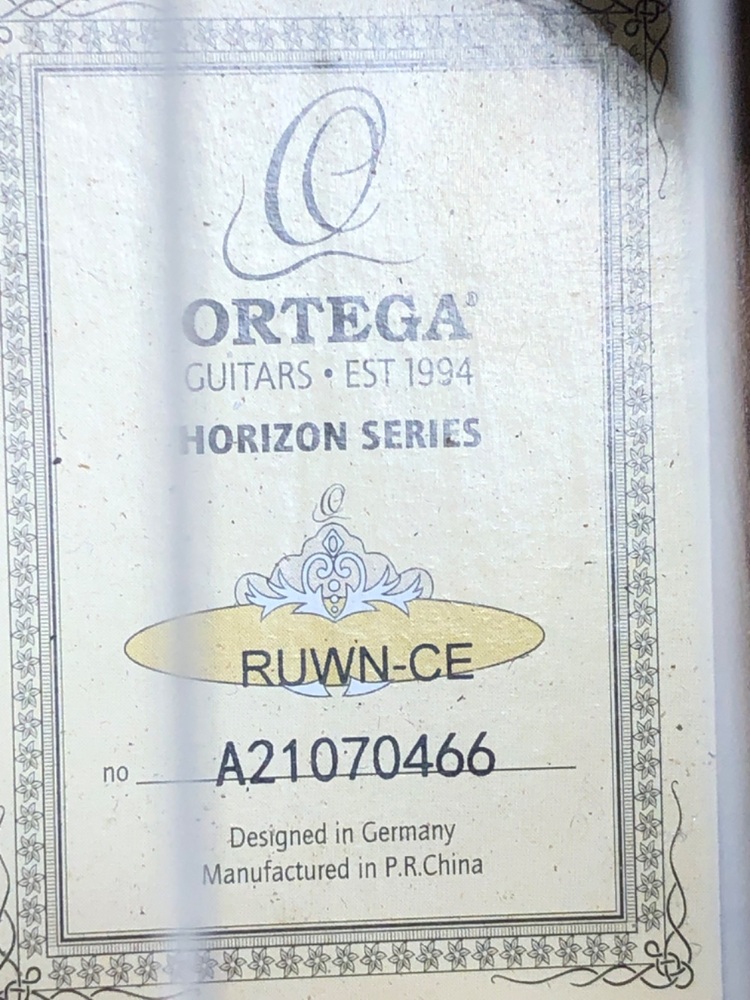 ORTEGA®
GUITARS • EST 1994
HORIZON SERIES
RUWN-CE
no A21070466
Designed in Germany
Manufactured in P.R.China